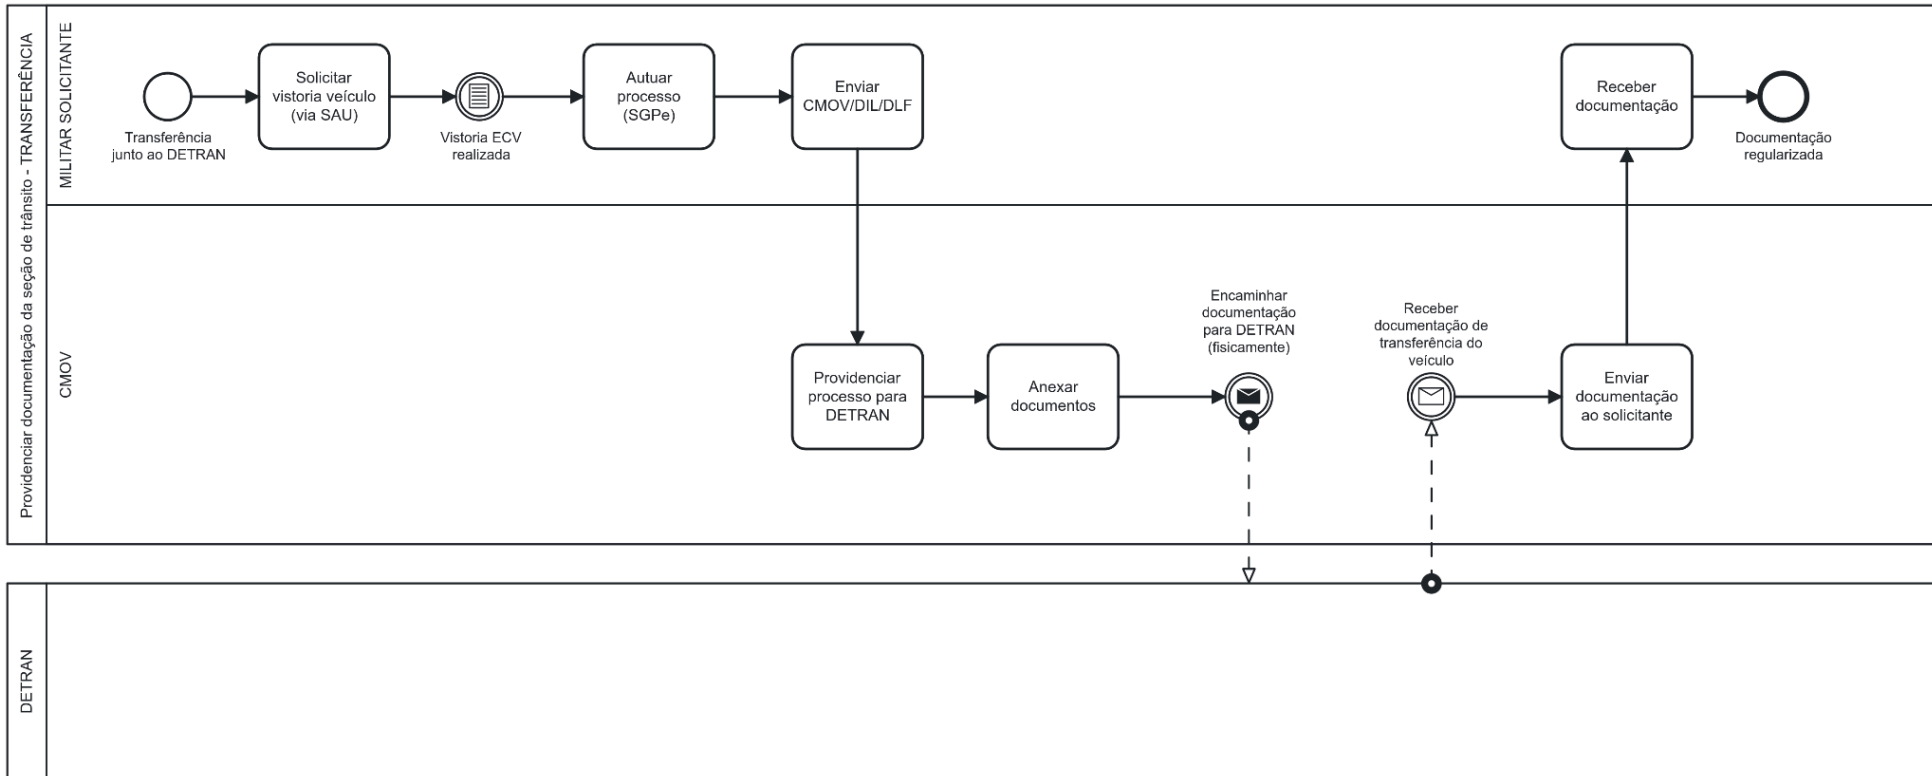 Providenciar documentação da seção de trânsito - TRANSFERÊNCIA
MILITAR SOLICITANTE
Transferência
junto ao DETRAN
Solicitar
vistoria veículo
(via SAU)
Vistoria ECV
realizada
Autuar
processo
(SGPe)
Enviar
CMOV/DIL/DLF
Receber
documentação
Documentação
regularizada
CMOV
Providenciar
processo para
DETRAN
Anexar
documentos
Encaminhar
documentação
para DETRAN
(fisicamente)
Receber
documentação de
transferência do
veículo
Enviar
documentação
ao solicitante
DETRAN